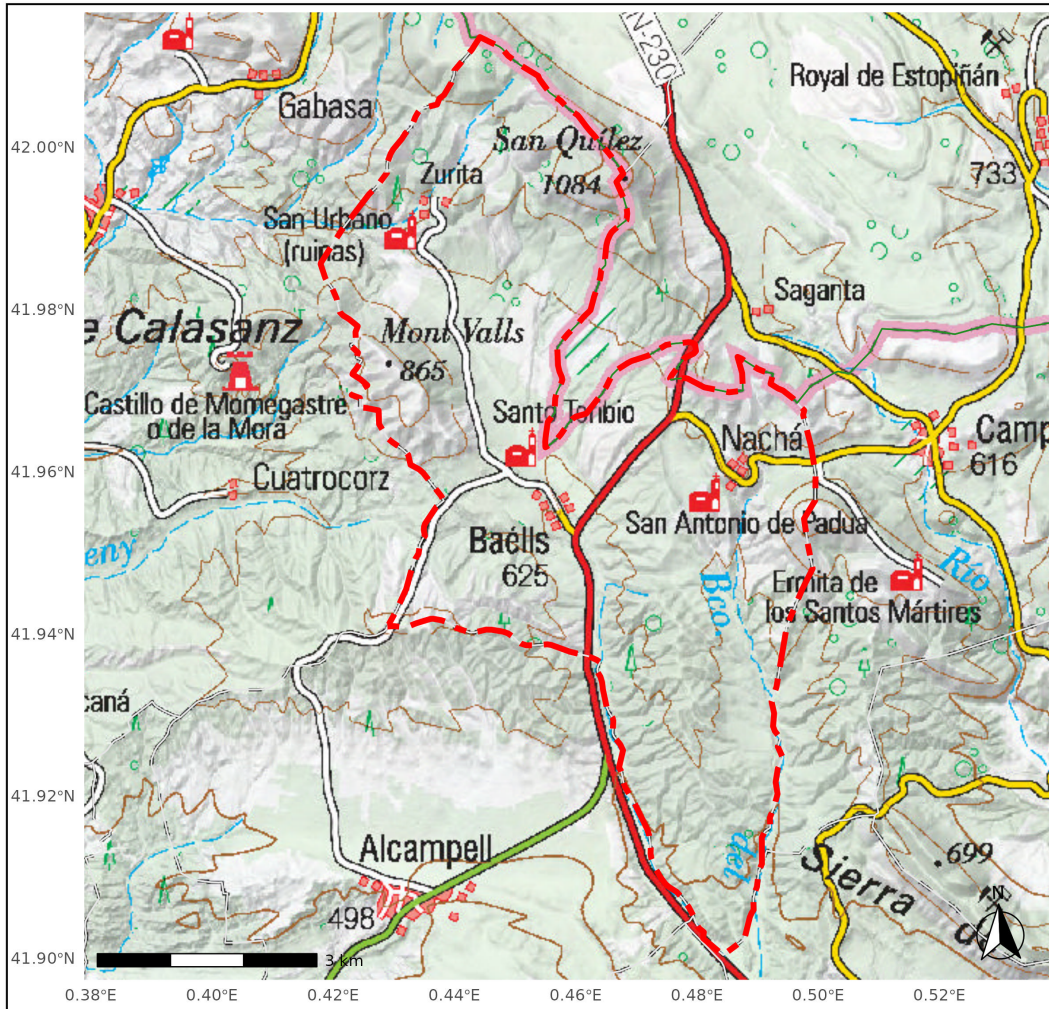 N-230
Royal de Estopiñán
Gabasa
42.00°N
San Quílez
1084
733
Zurita
San Urbano
(ruinas)
41.98°N
Saganta
e Calasanz
Mont Valls
865
Castillo de Momegastre
o de la Mora
Santo Toribio
Nachá
Camp
616
41.96°N
Cuatrocorz
San Antonio de Padua
Baélls
625
eny
Bco.
Río
Ermita de
los Santos Mártires
41.94°N
caná
del
41.92°N
Alcampell
Sierra
699
498
N
41.90°N
3 km
0.38°E 0.40°E 0.42°E 0.44°E 0.46°E 0.48°E 0.50°E 0.52°E